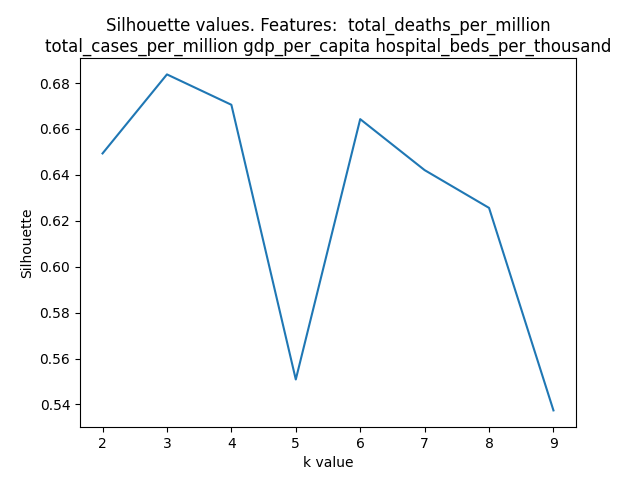 Silhouette values. Features:  total_deaths_per_million
total_cases_per_million gdp_per_capita hospital_beds_per_thousand
0.68
0.66
0.64
0.62
0.60
0.58
0.56
0.54
Silhouette
2 3 4 5 6 7 8 9
k value